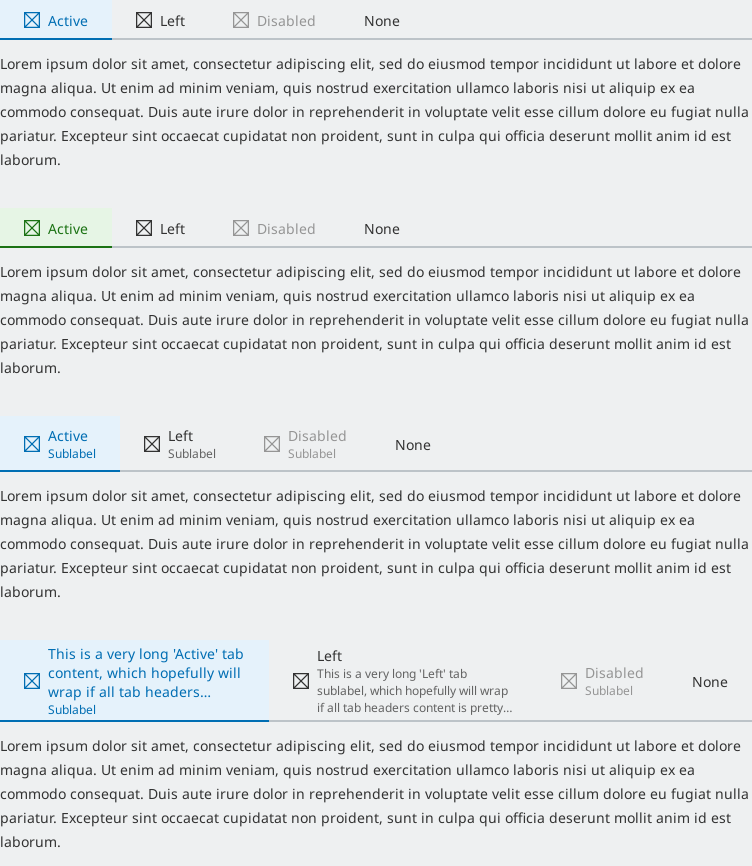 Active Left Disabled None
Lorem ipsum dolor sit amet, consectetur adipiscing elit, sed do eiusmod tempor incididunt ut labore et dolore
magna aliqua. Ut enim ad minim veniam, quis nostrud exercitation ullamco laboris nisi ut aliquip ex ea
commodo consequat. Duis aute irure dolor in reprehenderit in voluptate velit esse cillum dolore eu fugiat nulla
pariatur. Excepteur sint occaecat cupidatat non proident, sunt in culpa qui officia deserunt mollit anim id est
laborum.
Active Left Disabled None
Lorem ipsum dolor sit amet, consectetur adipiscing elit, sed do eiusmod tempor incididunt ut labore et dolore
magna aliqua. Ut enim ad minim veniam, quis nostrud exercitation ullamco laboris nisi ut aliquip ex ea
commodo consequat. Duis aute irure dolor in reprehenderit in voluptate velit esse cillum dolore eu fugiat nulla
pariatur. Excepteur sint occaecat cupidatat non proident, sunt in culpa qui officia deserunt mollit anim id est
laborum.
Active
Sublabel
Left
Sublabel
Disabled
Sublabel
None
Lorem ipsum dolor sit amet, consectetur adipiscing elit, sed do eiusmod tempor incididunt ut labore et dolore
magna aliqua. Ut enim ad minim veniam, quis nostrud exercitation ullamco laboris nisi ut aliquip ex ea
commodo consequat. Duis aute irure dolor in reprehenderit in voluptate velit esse cillum dolore eu fugiat nulla
pariatur. Excepteur sint occaecat cupidatat non proident, sunt in culpa qui officia deserunt mollit anim id est
laborum.
This is a very long 'Active' tab
content, which hopefully will
wrap if all tab headers...
Sublabel
Left
This is a very long 'Left' tab
sublabel, which hopefully will wrap
if all tab headers content is pretty...
Disabled
Sublabel
None
Lorem ipsum dolor sit amet, consectetur adipiscing elit, sed do eiusmod tempor incididunt ut labore et dolore
magna aliqua. Ut enim ad minim veniam, quis nostrud exercitation ullamco laboris nisi ut aliquip ex ea
commodo consequat. Duis aute irure dolor in reprehenderit in voluptate velit esse cillum dolore eu fugiat nulla
pariatur. Excepteur sint occaecat cupidatat non proident, sunt in culpa qui officia deserunt mollit anim id est
laborum.